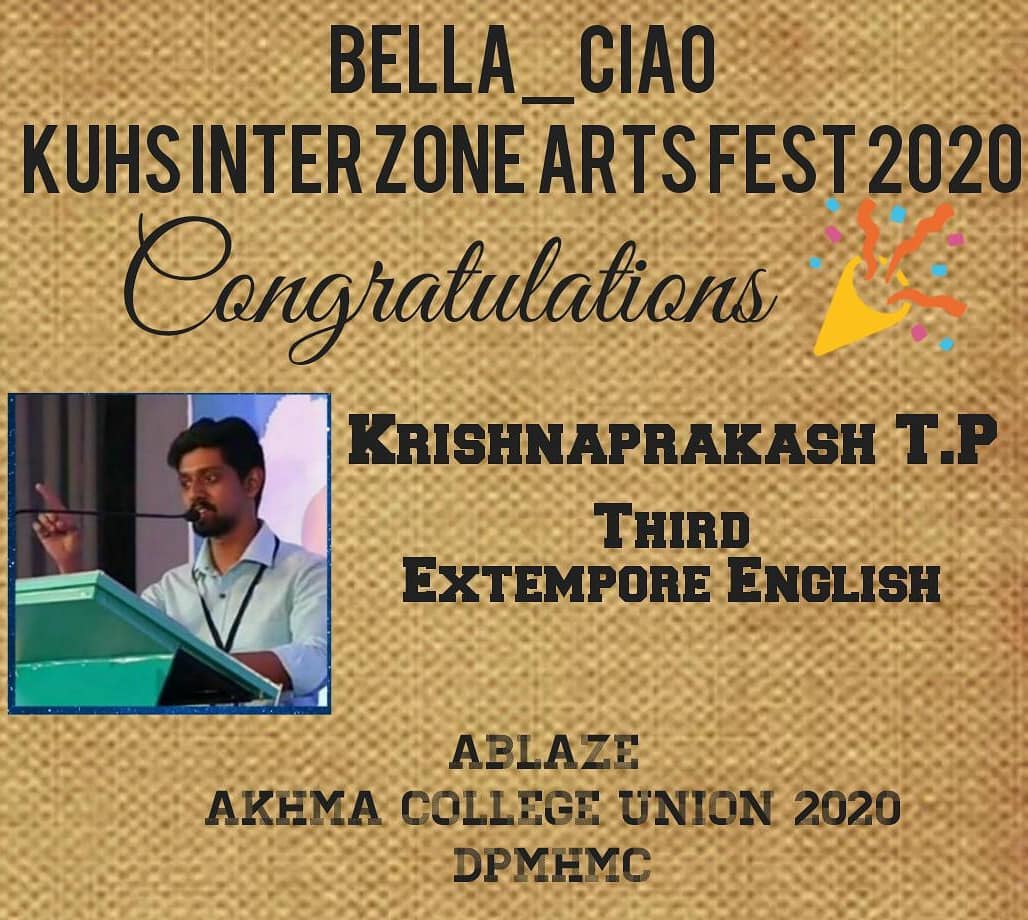 BELLA_CIAO
KUHS INTER ZONE ARTS FEST 2020
Congratulations
KRISHNAPRAKASH T.P
THIRD
EXTEMPORE ENGLISH
ABLAZE
AKHMA COLLEGE UNION 2020
DPMHMC